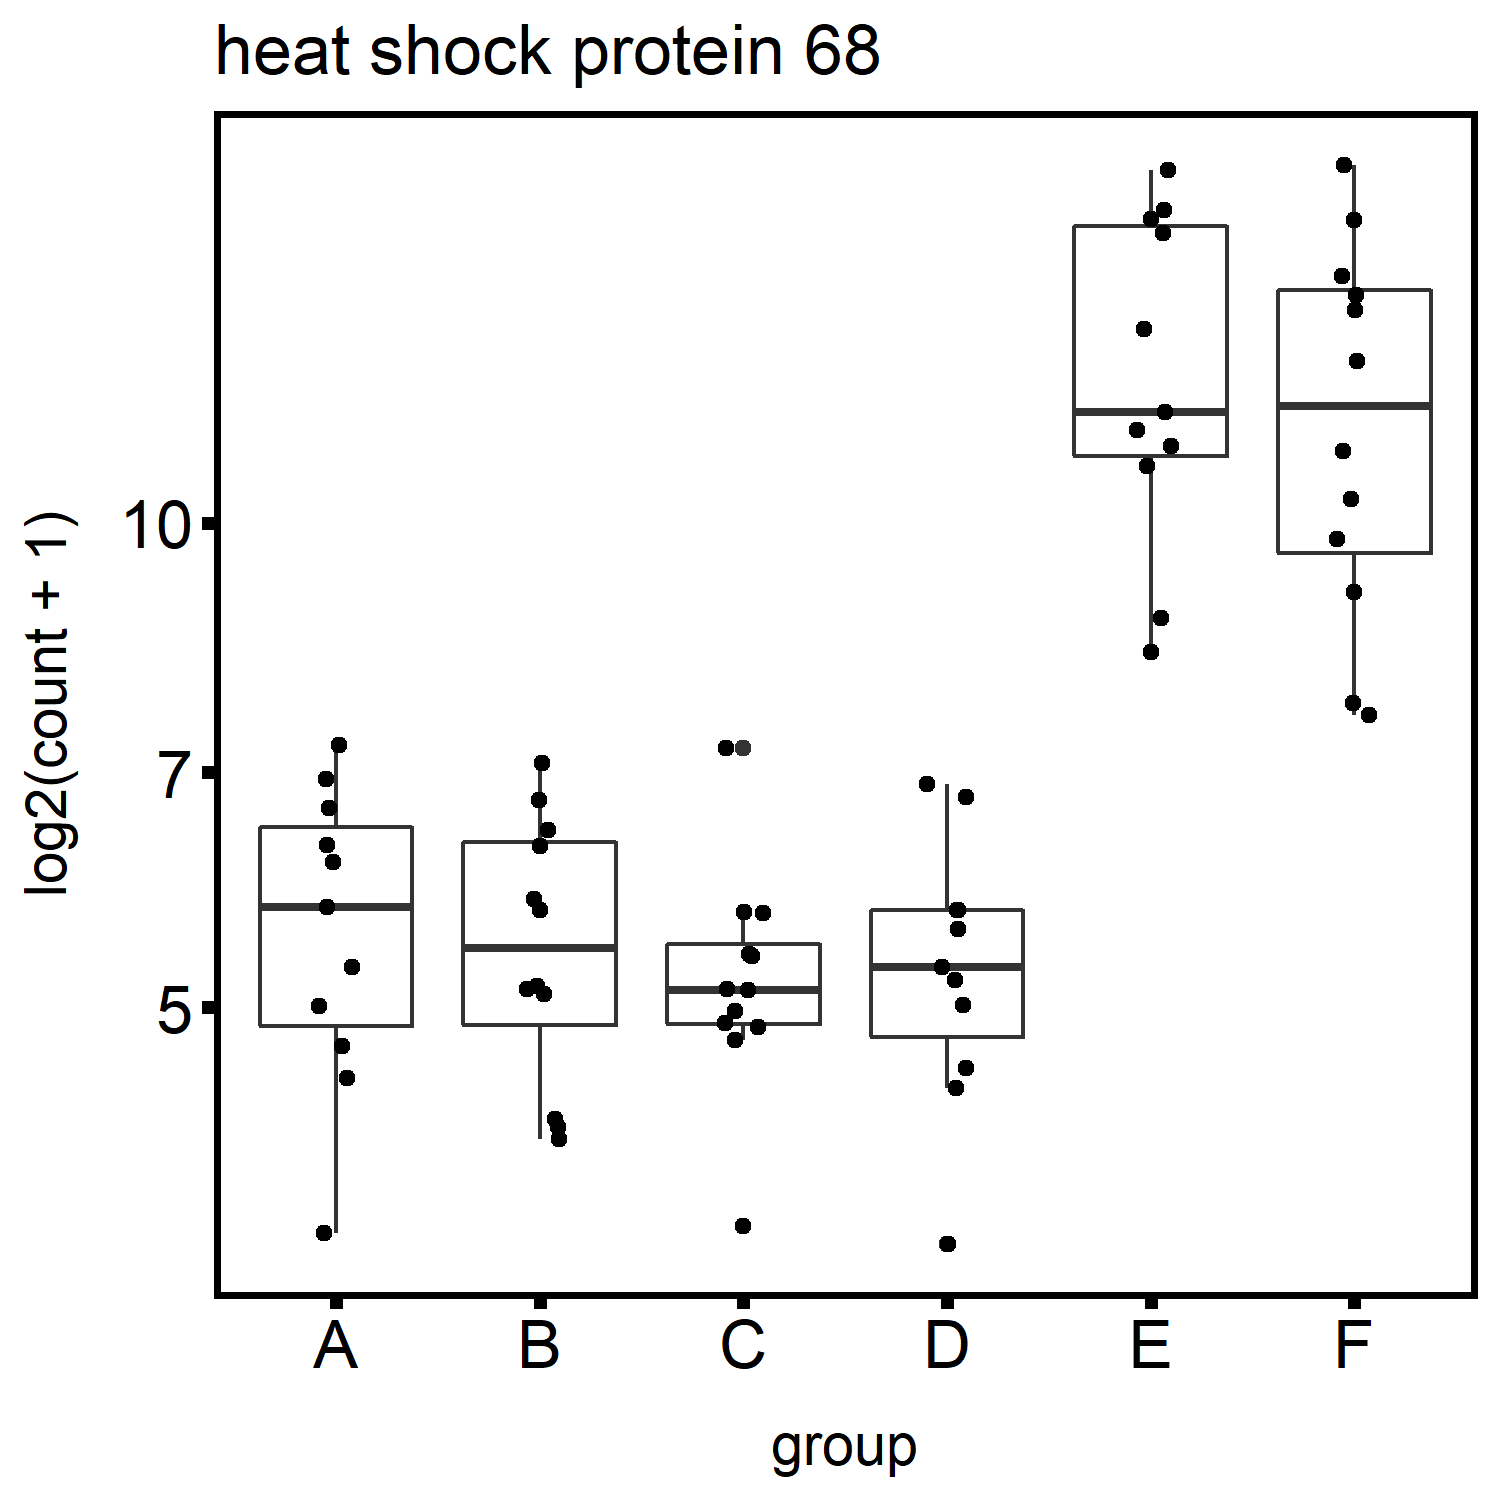 heat shock protein 68
log2(count + 1)
10
7
5
A B C D E F
group